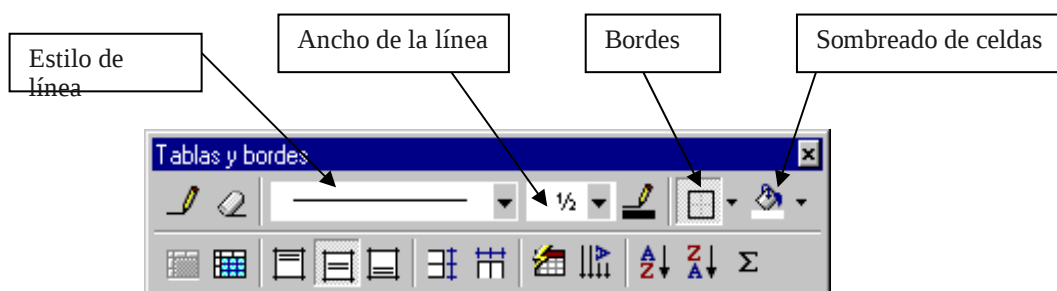 Estilo de
línea
Ancho de la línea
Bordes
Sombreado de celdas
Tablas y bordes
½
A
A
Z
Z
A
Σ